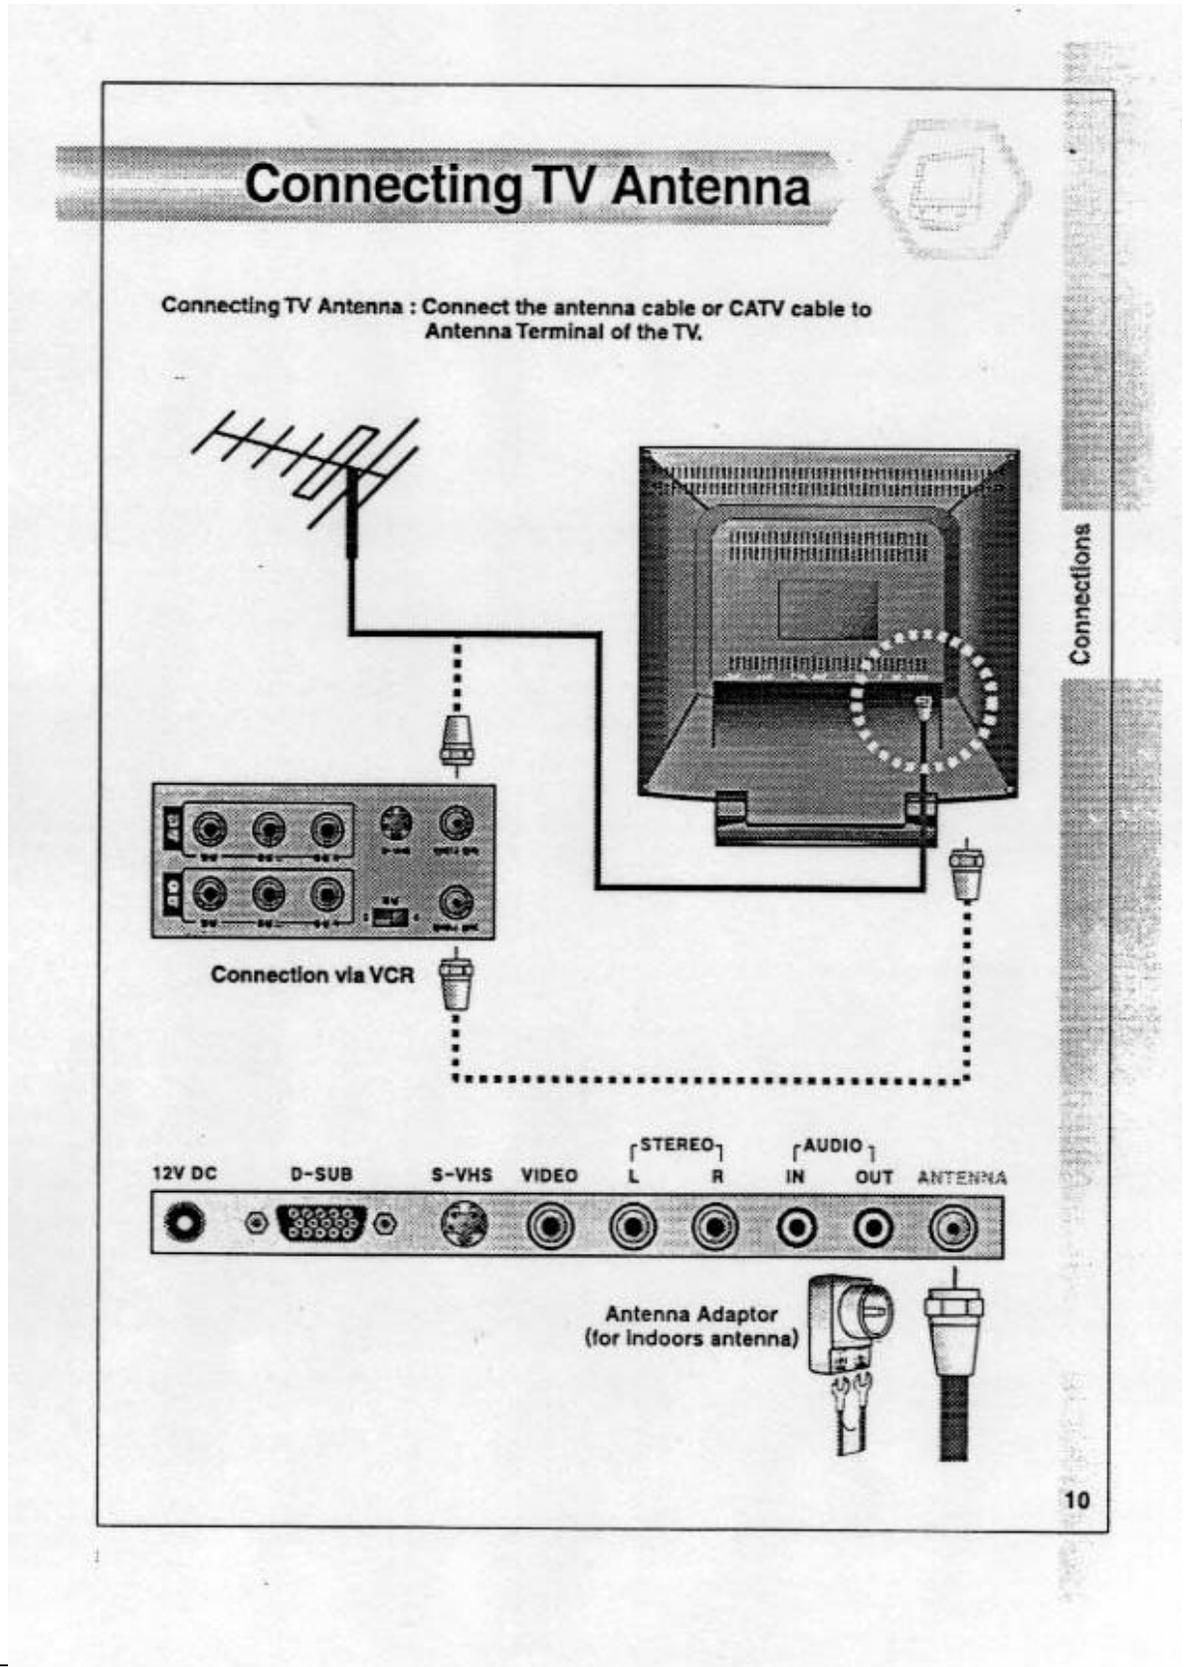 Connecting TV Antenna
Connecting TV Antenna : Connect the antenna cable or CATV cable to
Antenna Terminal of the TV.
Connections
Connection via VCR
STEREO
AUDIO
12V DC
D-SUB
S-VHS
VIDEO
L
R
IN
OUT
ANTENNA
Antenna Adaptor
(for indoors antenna)
10